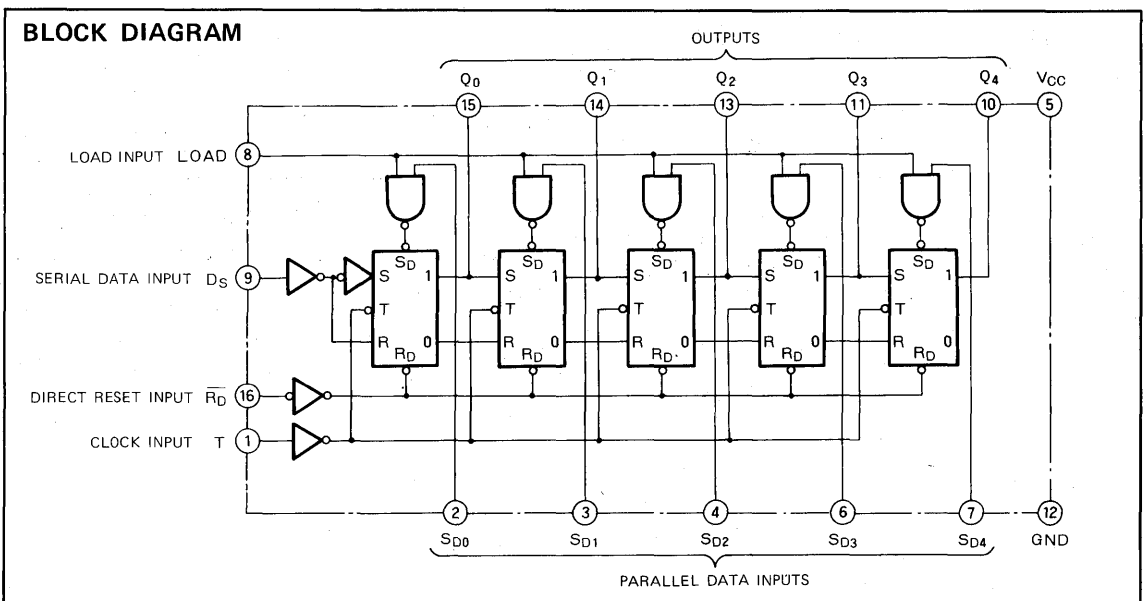 BLOCK DIAGRAM
OUTPUTS
Q0 Q1 Q2 Q3 Q4 VCC
15 14 13 11 10 5
LOAD INPUT LOAD 8
SD SD SD SD SD
SERIAL DATA INPUT DS 9
S 1 S 1 S 1 S 1 S 1
T T T T T
R 0 R 0 R 0 R 0 R 0
RD RD RD RD RD
DIRECT RESET INPUT R̅D̅ 16
CLOCK INPUT T 1
2 3 4 6 7 12
SD0 SD1 SD2 SD3 SD4 GND
PARALLEL DATA INPUTS